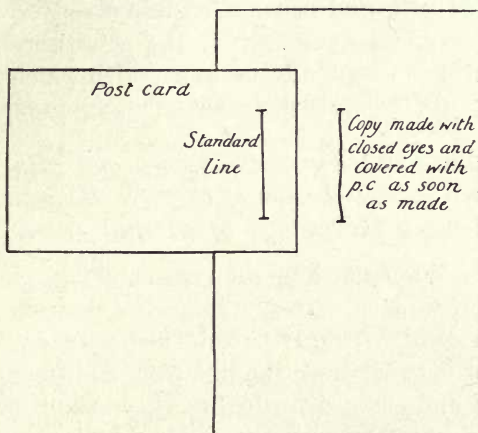 Post card
Standard
line
Copy made with
closed eyes and
covered with
p.c as soon
as made